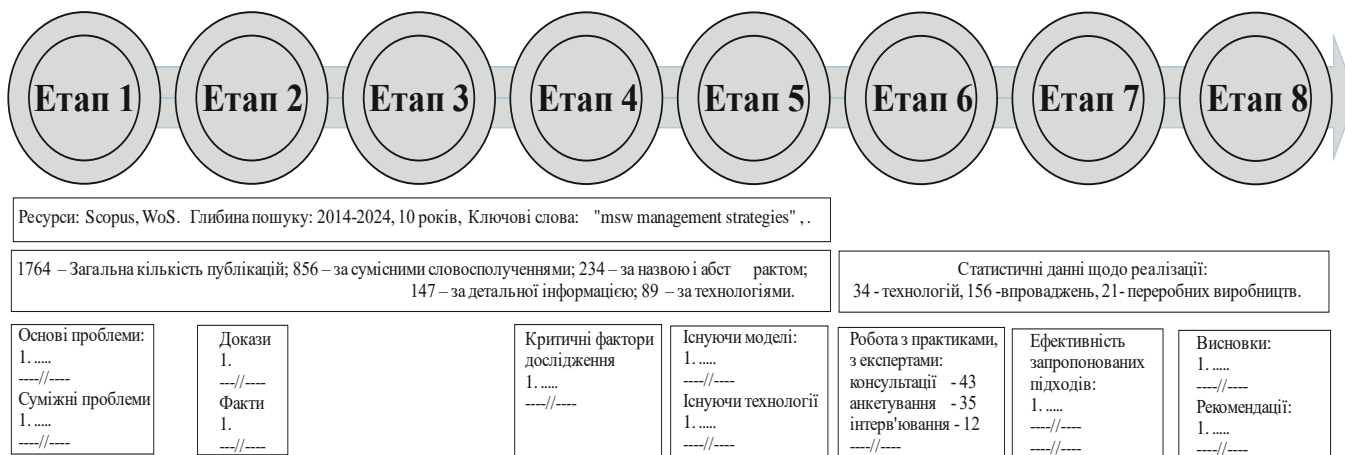 Етап 1
Етап 2
Етап 3
Етап 4
Етап 5
Етап 6
Етап 7
Етап 8
Ресурси: Scopus, WoS. Глибина пошуку: 2014-2024, 10 років, Ключові слова: "msw management strategies" , .
1764 – Загальна кількість публікацій; 856 – за сумісними словосполученнями; 234 – за назвою і абст рактом;
147 – за детальної інформацією; 89 – за технологіями.
Статистичні данні щодо реалізації:
34 - технологій, 156 -впроваджень, 21- переробних виробництв.
Основі проблеми:
1. .....
----//----
Суміжні проблеми
1. .....
----//----
Докази
1.
---//----
Факти
1.
---//----
Критичні фактори
дослідження
1. .....
----//----
Існуючи моделі:
1. .....
----//----
Існуючи технології
1. .....
----//----
Робота з практиками,
з експертами:
консультації - 43
анкетування - 35
інтерв'ювання - 12
----//----
Ефективність
запропонованих
підходів:
1. .....
----//----
----//----
Висновки:
1. .....
----//----
Рекомендації:
1. .....
----//----